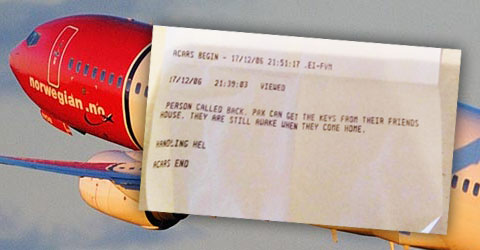 norwegian.no
ACARS BEGIN - 17/12/06 21:51:17 .EI-FVM
17/12/06 21:39:03 VIEWED
PERSON CALLED BACK. PAX CAN GET THE KEYS FROM THEIR FRIENDS
HOUSE. THEY ARE STILL AWAKE WHEN THEY COME HOME.
HANDLING HEL
ACARS END